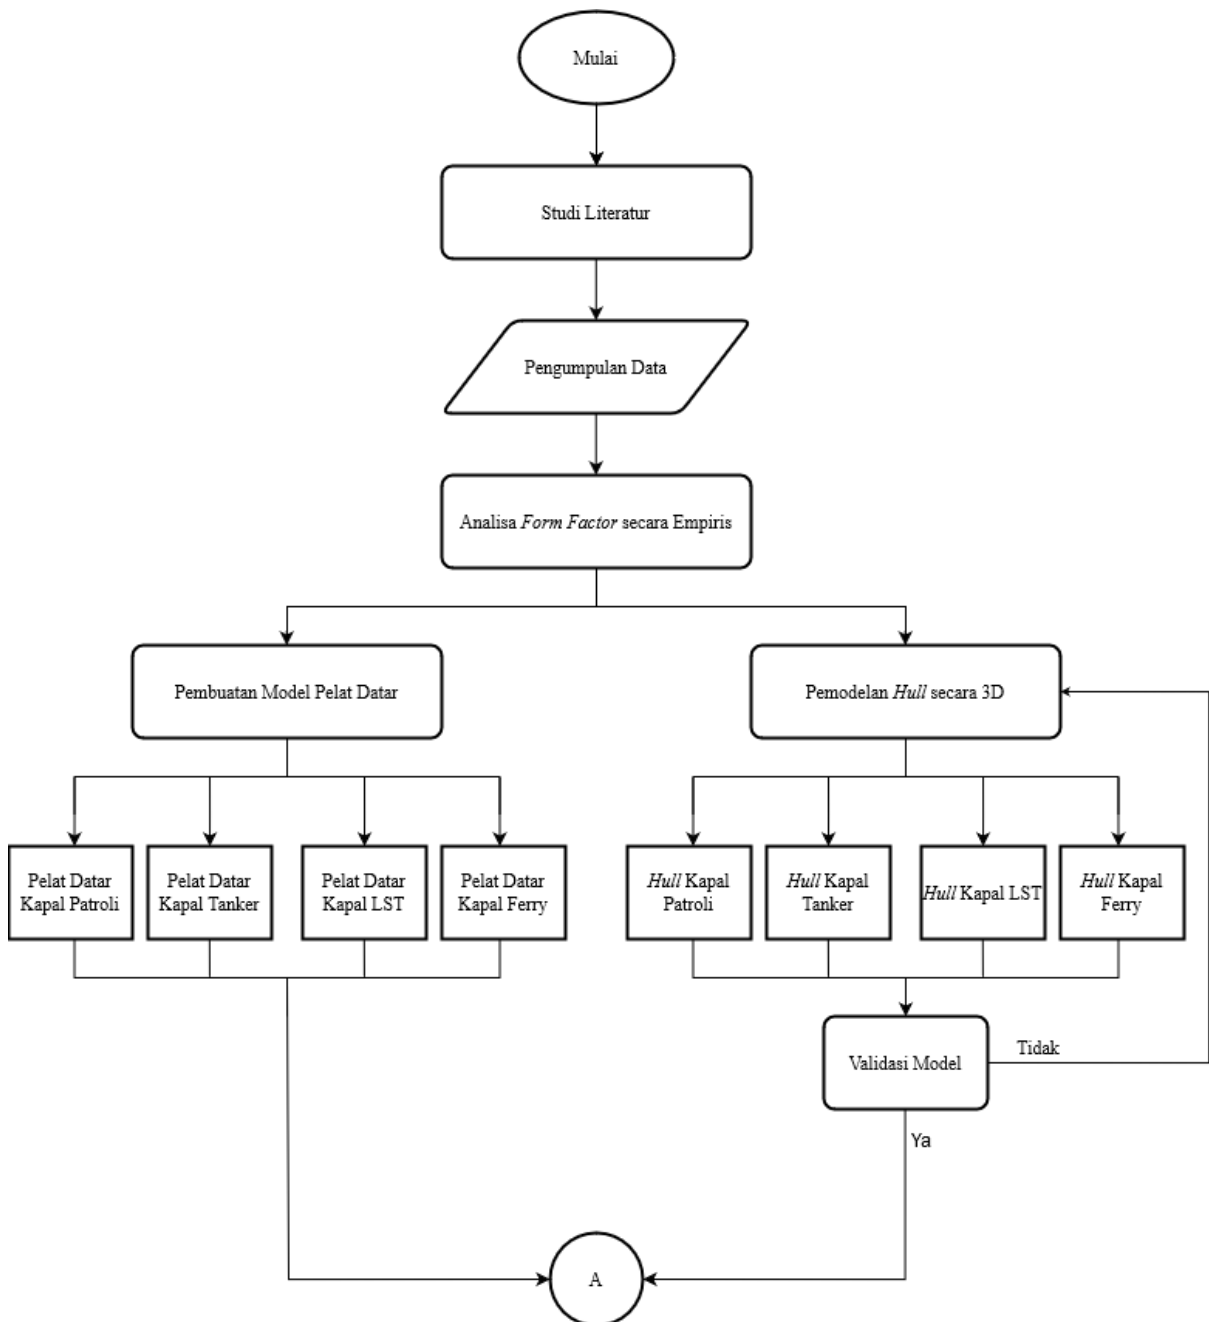 Mulai
Studi Literatur
Pengumpulan Data
Analisa Form Factor secara Empiris
Pembuatan Model Pelat Datar
Pemodelan Hull secara 3D
Pelat Datar
Kapal Patroli
Pelat Datar
Kapal Tanker
Pelat Datar
Kapal LST
Pelat Datar
Kapal Ferry
Hull Kapal
Patroli
Hull Kapal
Tanker
Hull Kapal LST
Hull Kapal
Ferry
Validasi Model
Tidak
Ya
A